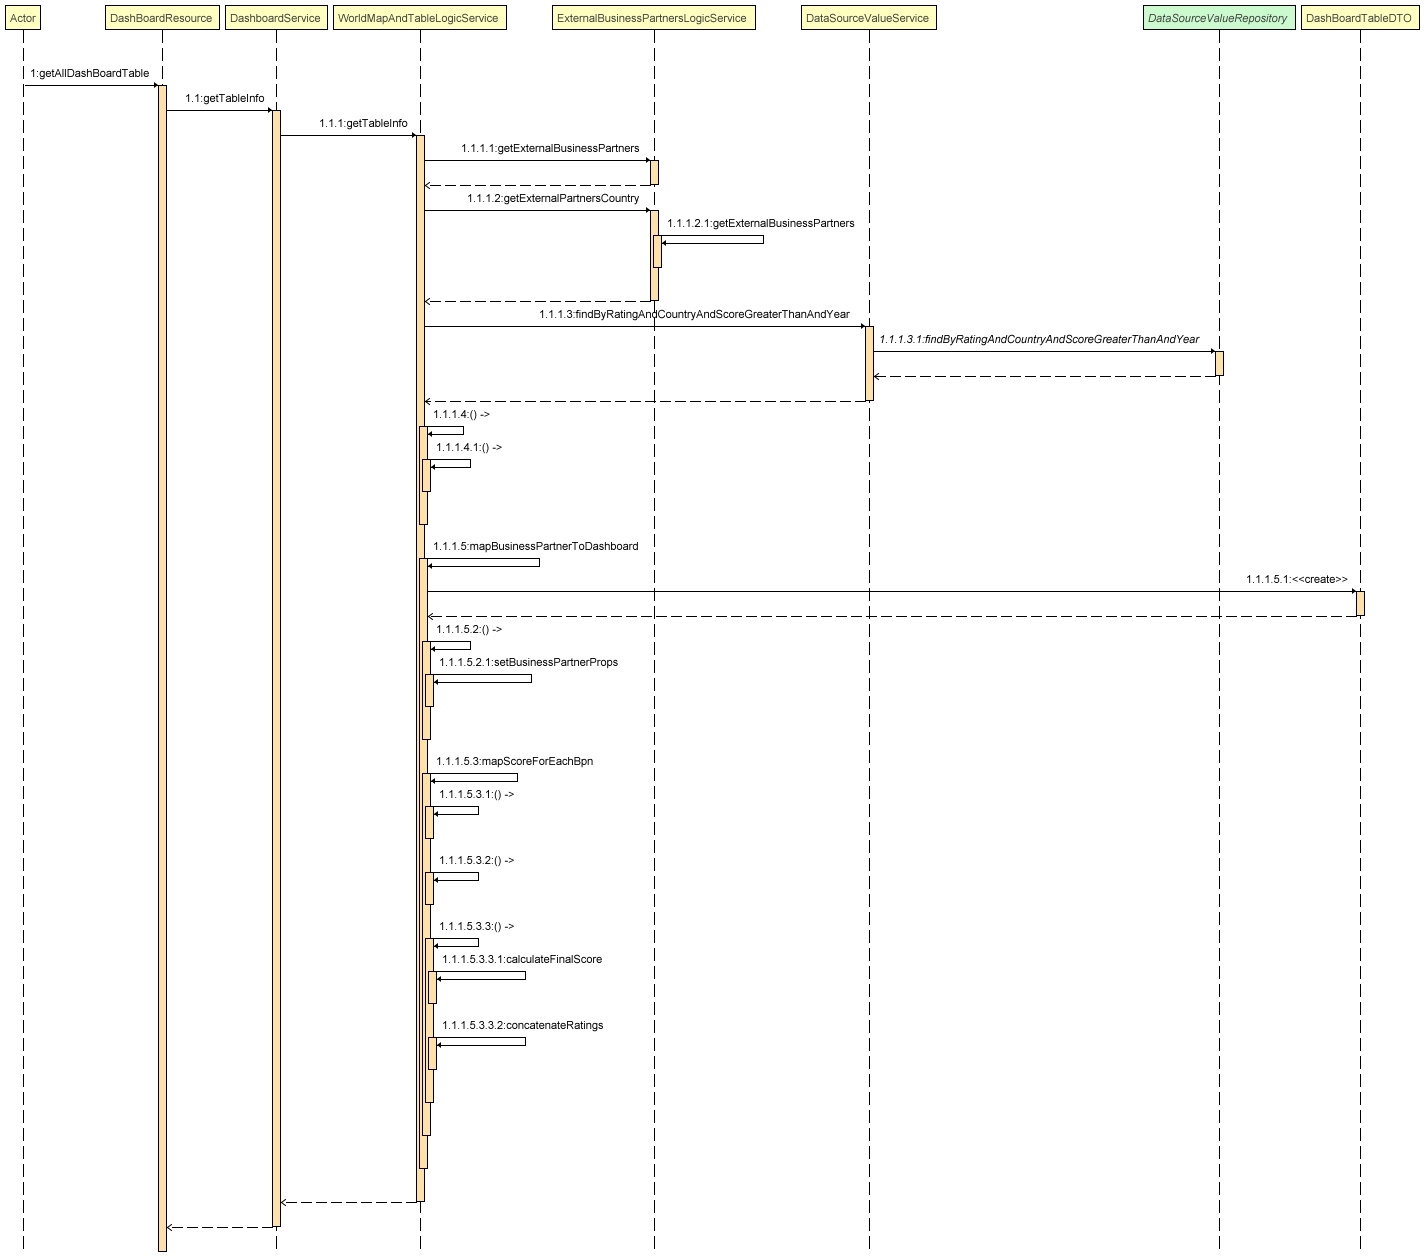 Actor
DashBoardResource
DashboardService
WorldMapAndTableLogicService
ExternalBusinessPartnersLogicService
DataSourceValueService
DataSourceValueRepository
DashBoardTableDTO
1:getAllDashBoardTable
1.1:getTableInfo
1.1.1:getTableInfo
1.1.1.1:getExternalBusinessPartners
1.1.1.2:getExternalPartnersCountry
1.1.1.2.1:getExternalBusinessPartners
1.1.1.3:findByRatingAndCountryAndScoreGreaterThanAndYear
1.1.1.3.1:findByRatingAndCountryAndScoreGreaterThanAndYear
1.1.1.4:() ->
1.1.1.4.1:() ->
1.1.1.5:mapBusinessPartnerToDashboard
1.1.1.5.1:<<create>>
1.1.1.5.2:() ->
1.1.1.5.2.1:setBusinessPartnerProps
1.1.1.5.3:mapScoreForEachBpn
1.1.1.5.3.1:() ->
1.1.1.5.3.2:() ->
1.1.1.5.3.3:() ->
1.1.1.5.3.3.1:calculateFinalScore
1.1.1.5.3.3.2:concatenateRatings